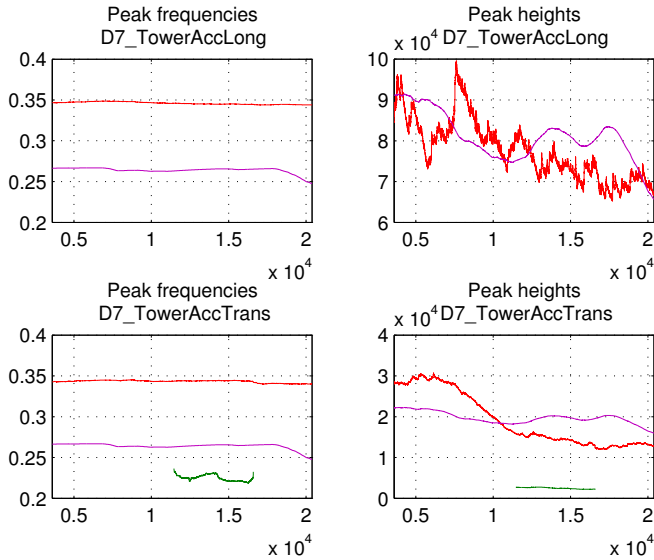 Peak frequencies
D7_TowerAccLong
0.4
0.35
0.3
0.25
0.2
0.5 1 1.5 2
x 10^4
Peak heights
x 10^4 D7_TowerAccLong
10
9
8
7
6
0.5 1 1.5 2
x 10^4
Peak frequencies
D7_TowerAccTrans
0.4
0.35
0.3
0.25
0.2
0.5 1 1.5 2
x 10^4
Peak heights
x 10^4 D7_TowerAccTrans
4
3
2
1
0
0.5 1 1.5 2
x 10^4